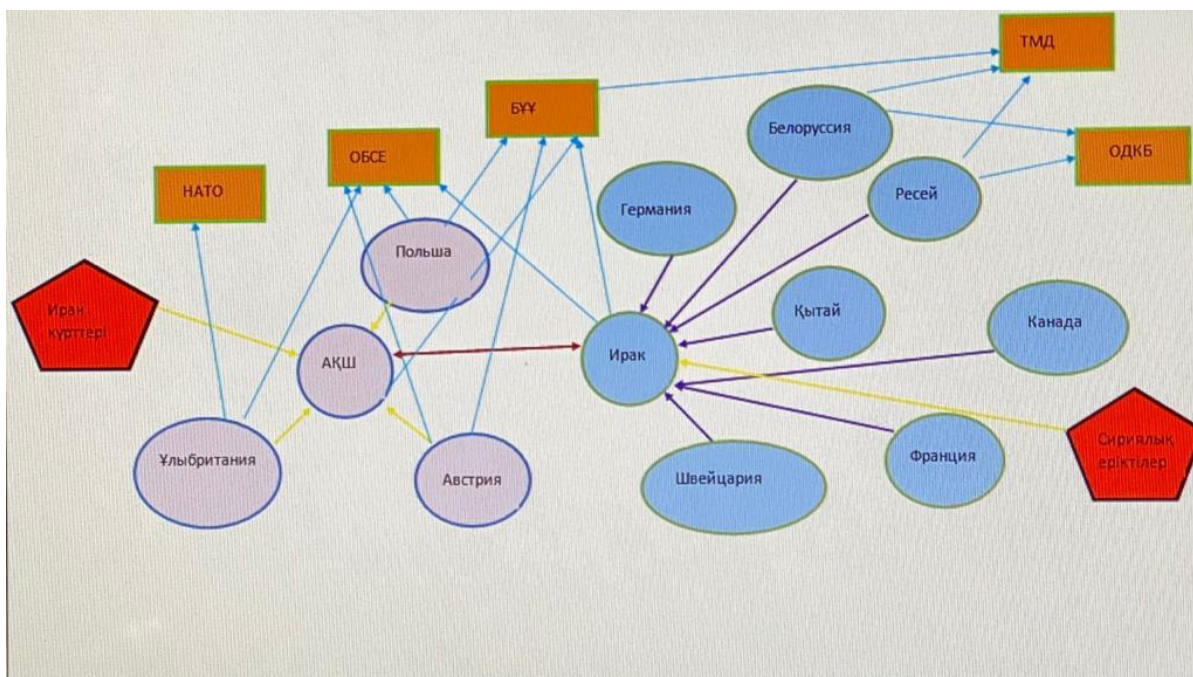 ТМД
БҰҰ
Белоруссия
ОБСЕ
ОДКБ
НАТО
Германия
Ресей
Польша
Иран
күрттері
Қытай
Канада
АҚШ
Ирак
Сириялық
еріктілер
Ұлыбритания
Австрия
Швейцария
Франция